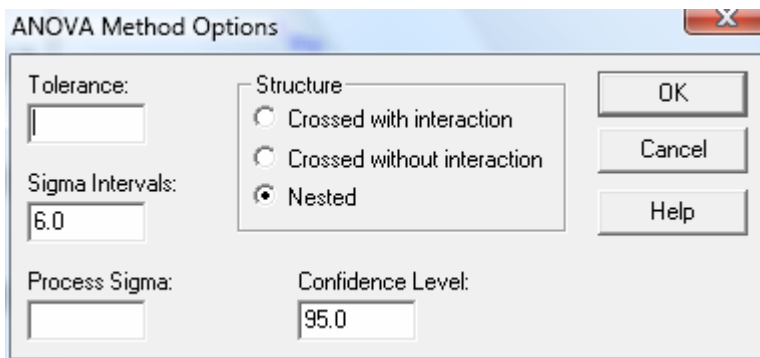 ANOVA Method Options
Tolerance:
Structure
Crossed with interaction
Crossed without interaction
Nested
Sigma Intervals:
6.0
Process Sigma:
Confidence Level:
95.0
OK
Cancel
Help